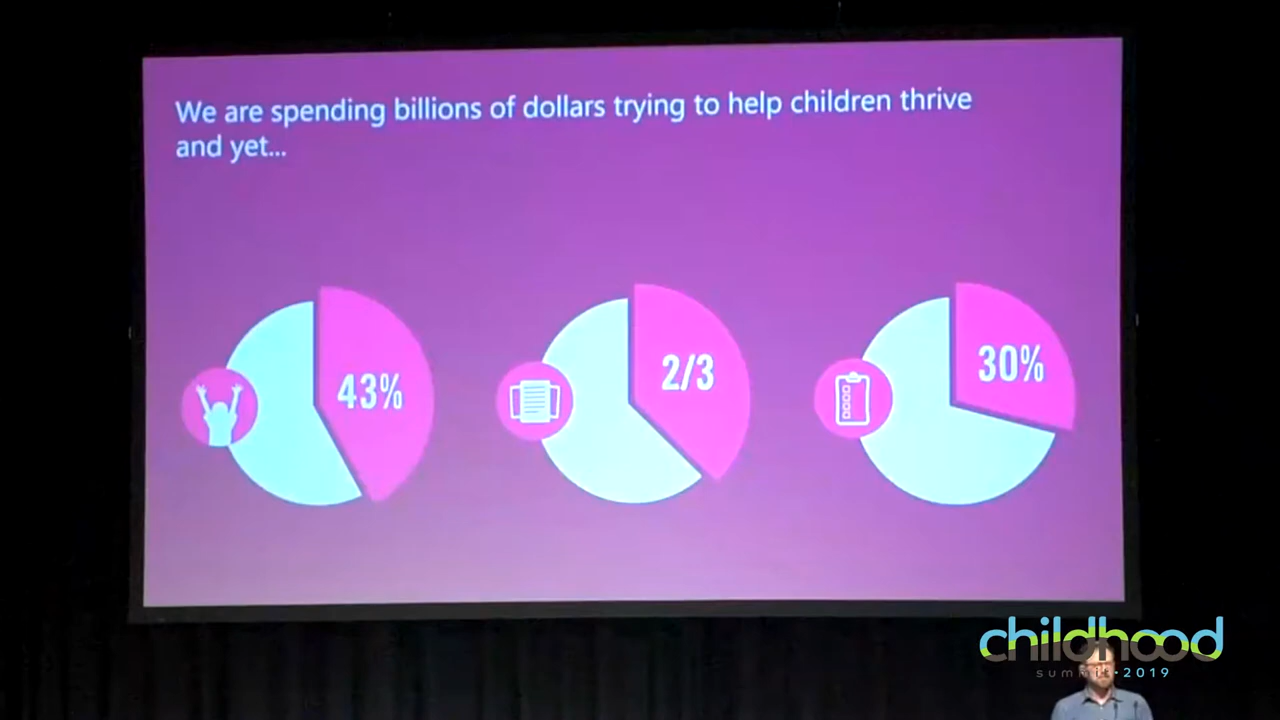 We are spending billions of dollars trying to help children thrive
and yet...
43%
2/3
30%
childhood
summit·2019